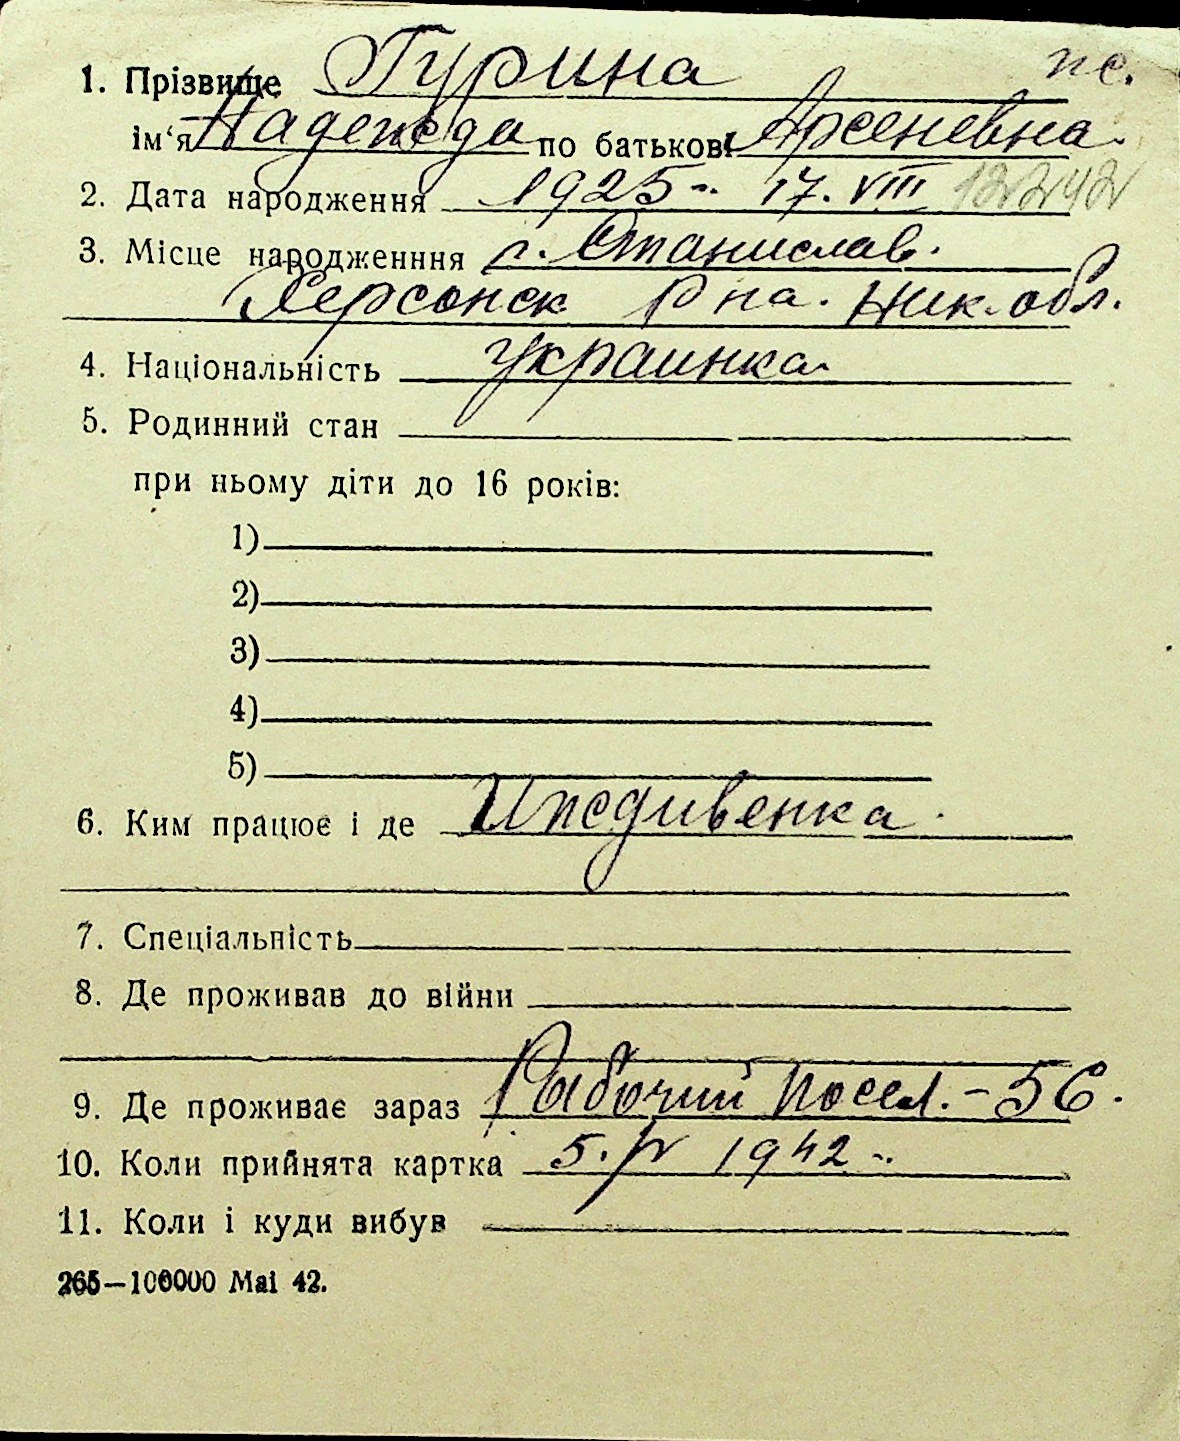 1. Прізвище Гурина пс.
ім‘я Надежда по батькові Арсеневна.
2. Дата народження 1925 17. VIII
3. Місце народженння с. Станислав.
Херсонск р на. Ник. обл.
4. Національність украинка
5. Родинний стан
при ньому діти до 16 років:
1)
2)
3)
4)
5)
6. Ким працює і де Иждивенка.
7. Спеціальність
8. Де проживав до війни
9. Де проживає зараз Рабочий посел. - 56.
10. Коли прийнята картка 5. 1942
11. Коли і куди вибув
265—100000 Mai 42.